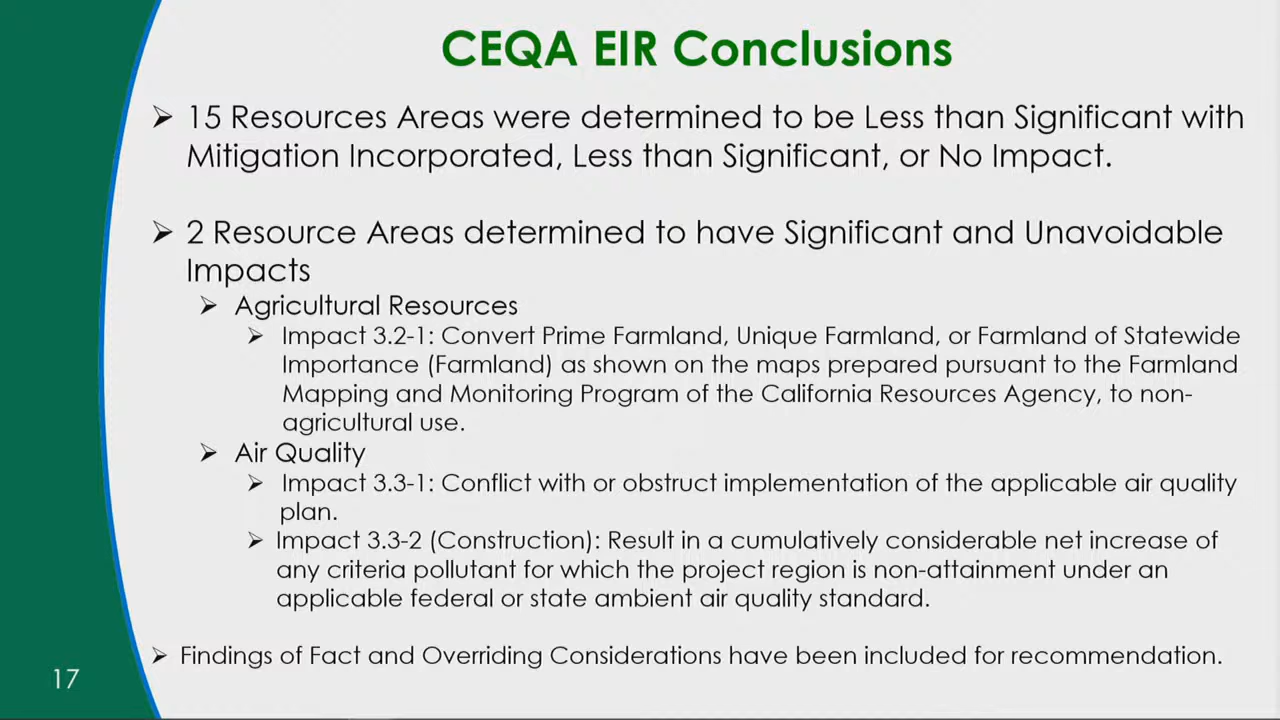 CEQA EIR Conclusions
➢ 15 Resources Areas were determined to be Less than Significant with
Mitigation Incorporated, Less than Significant, or No Impact.
➢ 2 Resource Areas determined to have Significant and Unavoidable
Impacts
➢ Agricultural Resources
➢ Impact 3.2-1: Convert Prime Farmland, Unique Farmland, or Farmland of Statewide
Importance (Farmland) as shown on the maps prepared pursuant to the Farmland
Mapping and Monitoring Program of the California Resources Agency, to non-
agricultural use.
➢ Air Quality
➢ Impact 3.3-1: Conflict with or obstruct implementation of the applicable air quality
plan.
➢ Impact 3.3-2 (Construction): Result in a cumulatively considerable net increase of
any criteria pollutant for which the project region is non-attainment under an
applicable federal or state ambient air quality standard.
➢ Findings of Fact and Overriding Considerations have been included for recommendation.
17